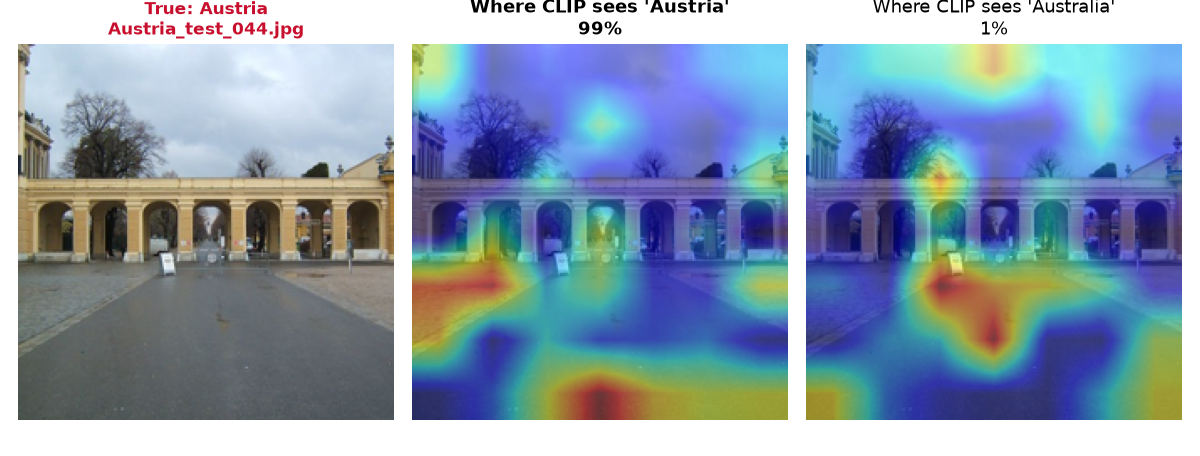 True: Austria
Austria_test_044.jpg
Where CLIP sees 'Austria'
99%
Where CLIP sees 'Australia'
1%